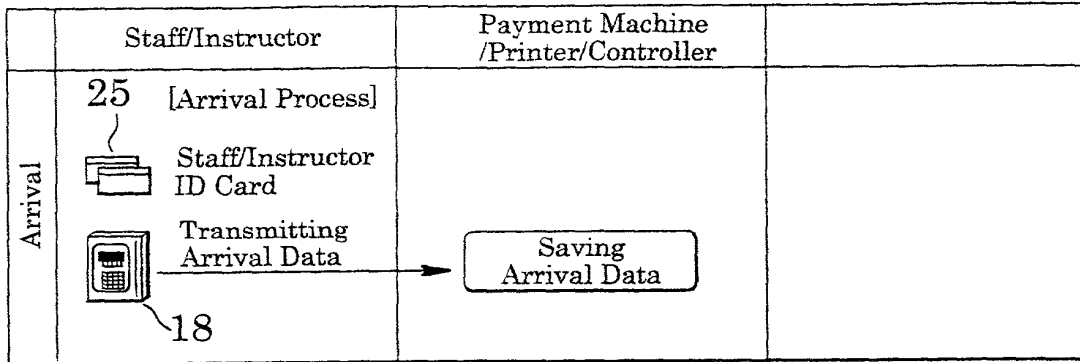 Staff/Instructor
Payment Machine
/Printer/Controller
Arrival
25 [Arrival Process]
Staff/Instructor
ID Card
Transmitting
Arrival Data
18
Saving
Arrival Data